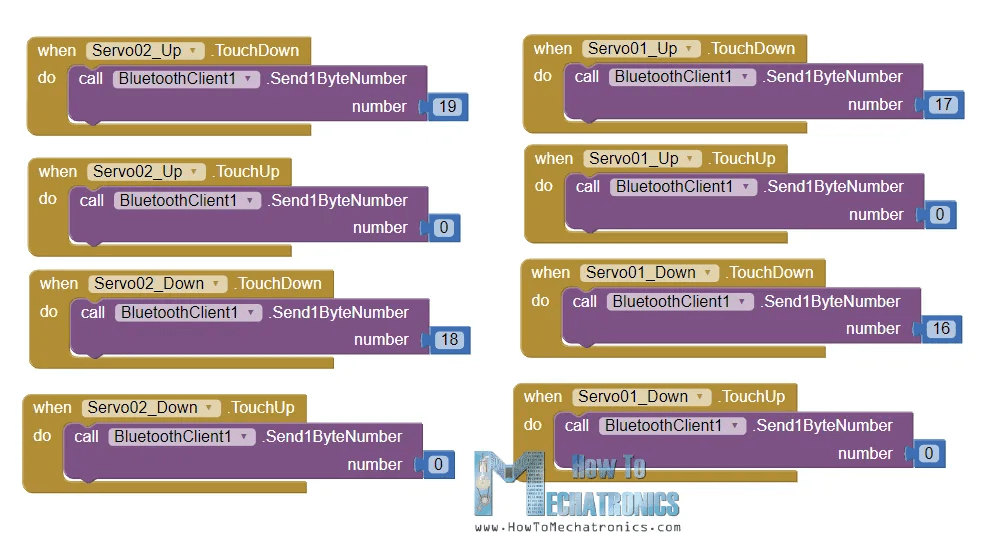 when Servo02_Up .TouchDown
do call BluetoothClient1 .Send1ByteNumber
number 19
when Servo02_Up .TouchUp
do call BluetoothClient1 .Send1ByteNumber
number 0
when Servo02_Down .TouchDown
do call BluetoothClient1 .Send1ByteNumber
number 18
when Servo02_Down .TouchUp
do call BluetoothClient1 .Send1ByteNumber
number 0
when Servo01_Up .TouchDown
do call BluetoothClient1 .Send1ByteNumber
number 17
when Servo01_Up .TouchUp
do call BluetoothClient1 .Send1ByteNumber
number 0
when Servo01_Down .TouchDown
do call BluetoothClient1 .Send1ByteNumber
number 16
when Servo01_Down .TouchUp
do call BluetoothClient1 .Send1ByteNumber
number 0
How To
MECHATRONICS
www.HowToMechatronics.com